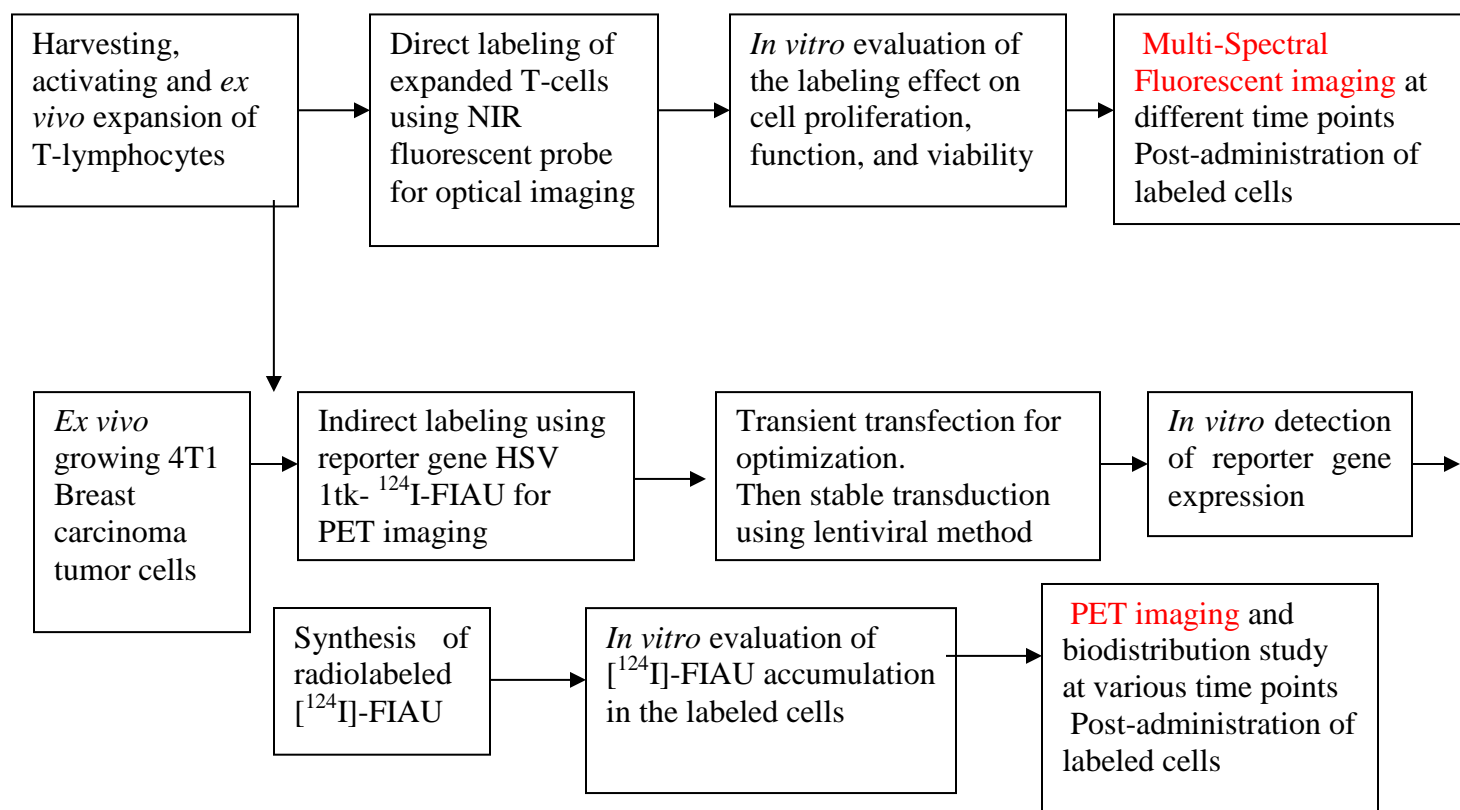 Harvesting,
activating and ex
vivo expansion of
T-lymphocytes
Direct labeling of
expanded T-cells
using NIR
fluorescent probe
for optical imaging
In vitro evaluation of
the labeling effect on
cell proliferation,
function, and viability
Multi-Spectral
Fluorescent imaging at
different time points
Post-administration of
labeled cells
Ex vivo
growing 4T1
Breast
carcinoma
tumor cells
Indirect labeling using
reporter gene HSV
1tk- ¹²⁴I-FIAU for
PET imaging
Transient transfection for
optimization.
Then stable transduction
using lentiviral method
In vitro detection
of reporter gene
expression
Synthesis of
radiolabeled
[¹²⁴I]-FIAU
In vitro evaluation of
[¹²⁴I]-FIAU accumulation
in the labeled cells
PET imaging and
biodistribution study
at various time points
Post-administration of
labeled cells